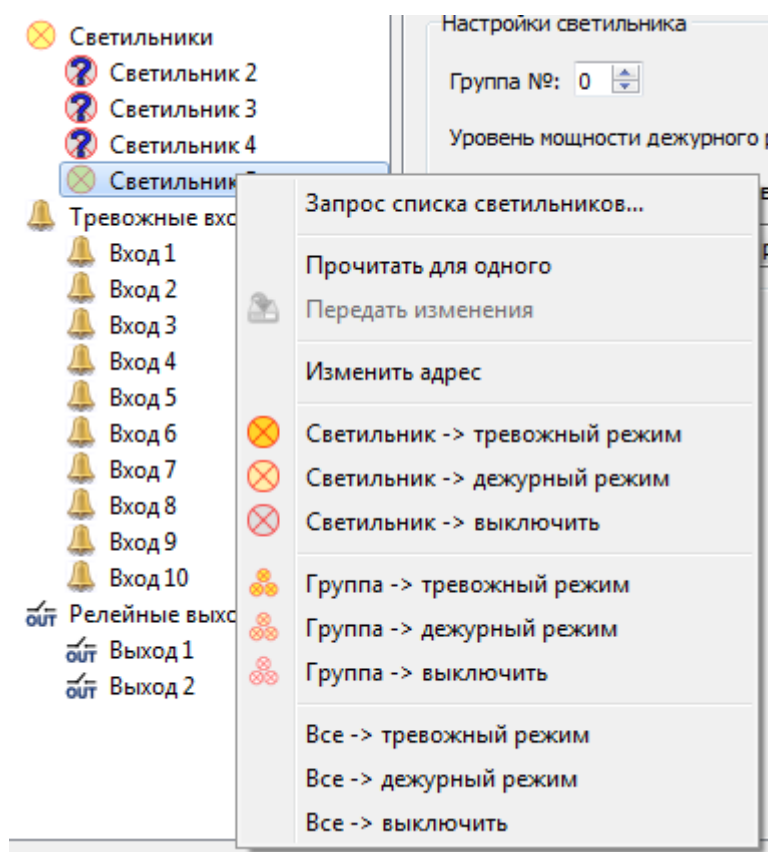 Светильники
Светильник 2
Светильник 3
Светильник 4
Светильник
Тревожные вхо
Вход 1
Вход 2
Вход 3
Вход 4
Вход 5
Вход 6
Вход 7
Вход 8
Вход 9
Вход 10
Релейные выхо
OUT
Выход 1
OUT
Выход 2
OUT
Настройки светильника
Группа №: 0
Уровень мощности дежурного р
Запрос списка светильников...
Прочитать для одного
Передать изменения
Изменить адрес
Светильник -> тревожный режим
Светильник -> дежурный режим
Светильник -> выключить
Группа -> тревожный режим
Группа -> дежурный режим
Группа -> выключить
Все -> тревожный режим
Все -> дежурный режим
Все -> выключить